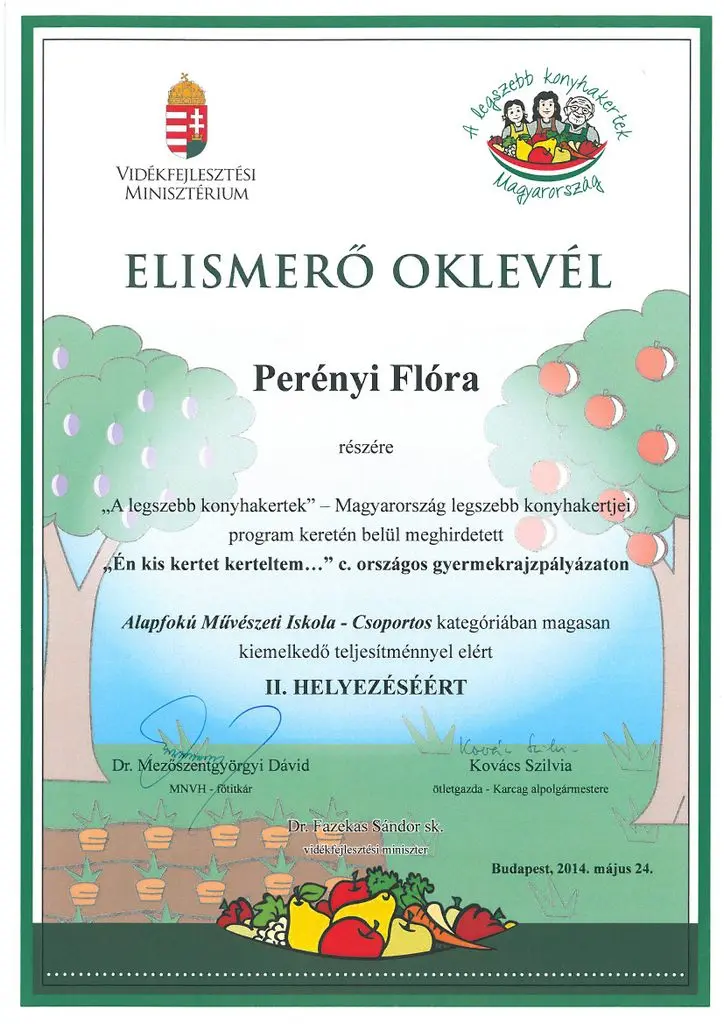 VIDÉKFEJLESZTÉSI
MINISZTÉRIUM
A legszebb konyhakertek
Magyarország
ELISMERŐ OKLEVÉL
Perényi Flóra
részére
„A legszebb konyhakertek” – Magyarország legszebb konyhakertjei
program keretén belül meghirdetett
„Én kis kertet kerteltem…” c. országos gyermekrajzpályázaton
Alapfokú Művészeti Iskola - Csoportos kategóriában magasan
kiemelkedő teljesítménnyel elért
II. HELYEZÉSÉÉRT
Kovács Szilvia
Dr. Mezőszentgyörgyi Dávid
MNVH - főtitkár
Kovács Szilvia
ötletgazda - Karcag alpolgármestere
Dr. Fazekas Sándor sk.
vidékfejlesztési miniszter
Budapest, 2014. május 24.